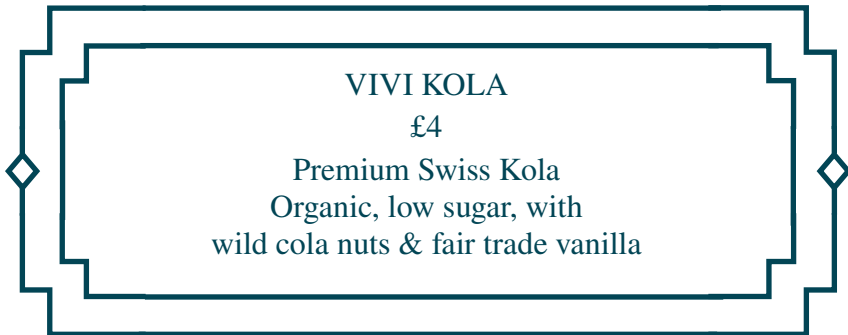 VIVI KOLA
£4
Premium Swiss Kola
Organic, low sugar, with
wild cola nuts & fair trade vanilla